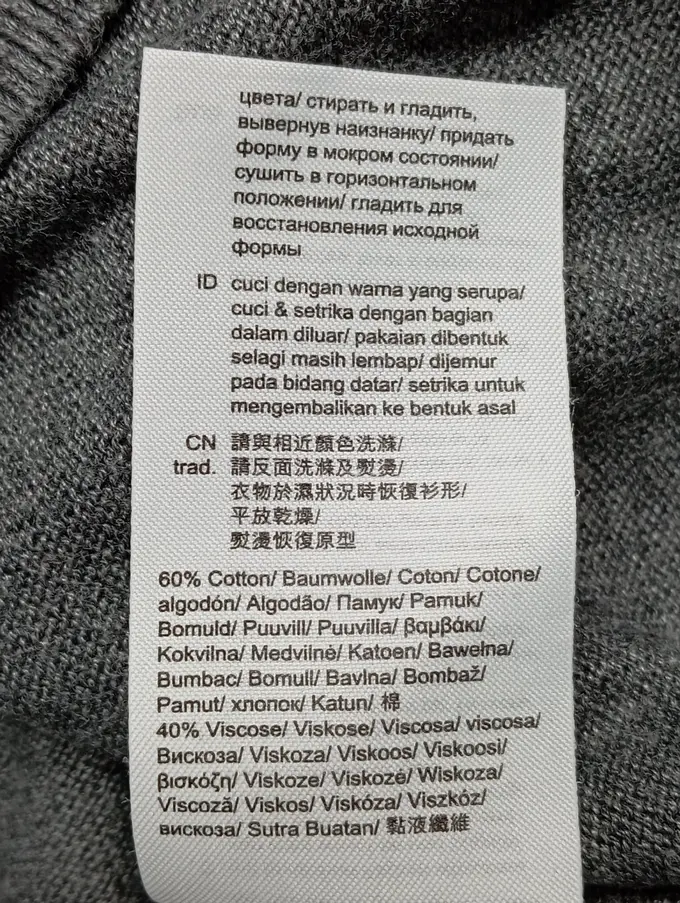 цвета/ стирать и гладить,
вывернув наизнанку/ придать
форму в мокром состоянии/
сушить в горизонтальном
положении/ гладить для
восстановления исходной
формы
ID cuci dengan warna yang serupa/
cuci & setrika dengan bagian
dalam diluar/ pakaian dibentuk
selagi masih lembap/ dijemur
pada bidang datar/ setrika untuk
mengembalikan ke bentuk asal
CN 請與相近顏色洗滌/
trad. 請反面洗滌及熨燙/
衣物於濕狀況時恢復衫形/
平放乾燥/
熨燙恢復原型
60% Cotton/ Baumwolle/ Coton/ Cotone/
algodón/ Algodão/ Памук/ Pamuk/
Bomuld/ Puuvill/ Puuvilla/ βαμβάκι/
Kokvilna/ Medvilnė/ Katoen/ Bawełna/
Bumbac/ Bomull/ Bavlna/ Bombaž/
Pamut/ хлопок/ Katun/ 棉
40% Viscose/ Viskose/ Viscosa/ viscosa/
Вискоза/ Viskoza/ Viskoos/ Viskoosi/
βισκόζη/ Viskoze/ Viskozė/ Wiskoza/
Viscoză/ Viskos/ Viskóza/ Viszkóz/
вискоза/ Sutra Buatan/ 黏液纖維